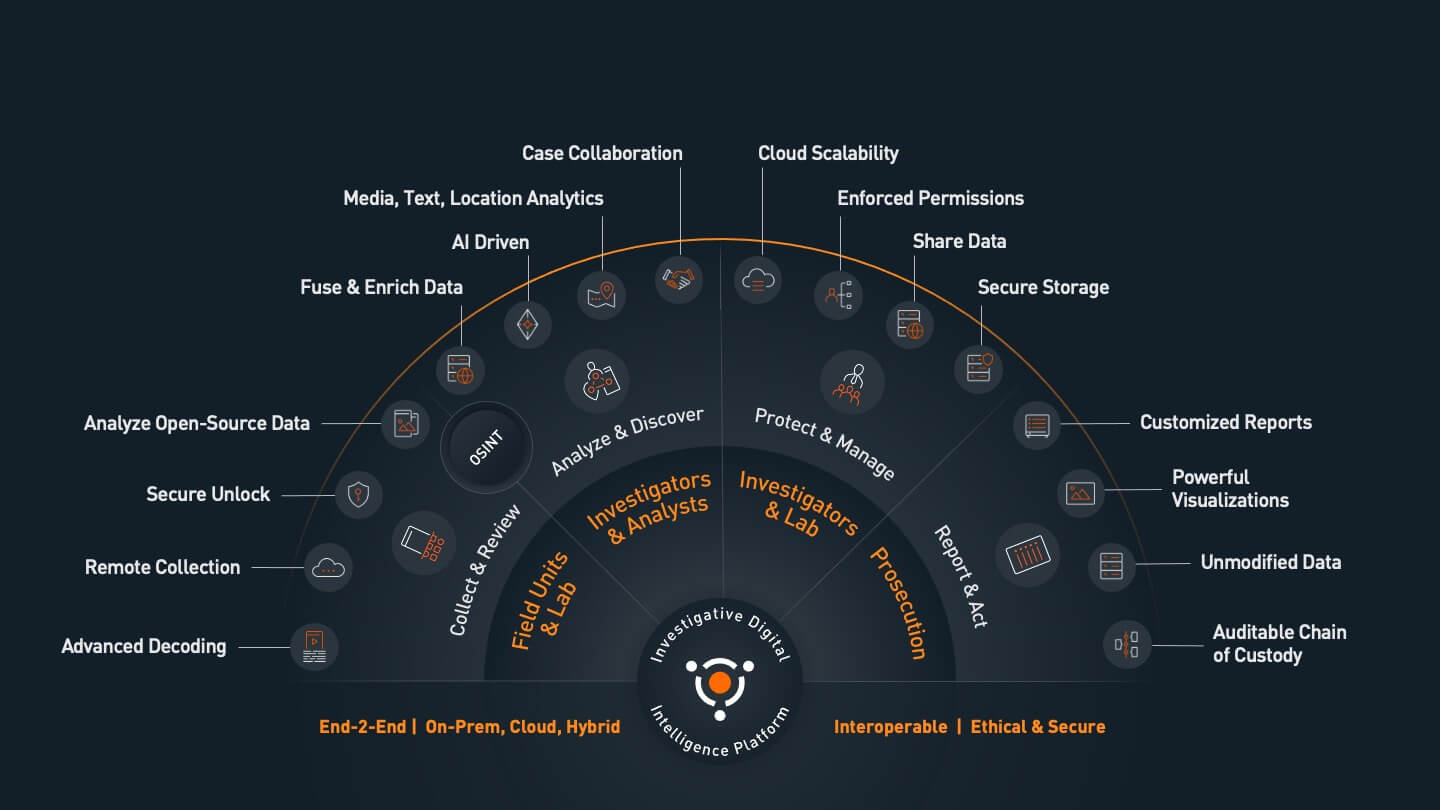 Case Collaboration
Cloud Scalability
Media, Text, Location Analytics
Enforced Permissions
AI Driven
Share Data
Fuse & Enrich Data
Secure Storage
Analyze Open-Source Data
Customized Reports
Secure Unlock
Powerful
Visualizations
Remote Collection
Unmodified Data
Advanced Decoding
Auditable Chain
of Custody
OSINT
Collect & Review
Analyze & Discover
Protect & Manage
Report & Act
Field Units
& Lab
Investigators
& Analysts
Investigators
& Lab
Prosecution
Investigative Digital
Intelligence Platform
End-2-End | On-Prem, Cloud, Hybrid
Interoperable | Ethical & Secure